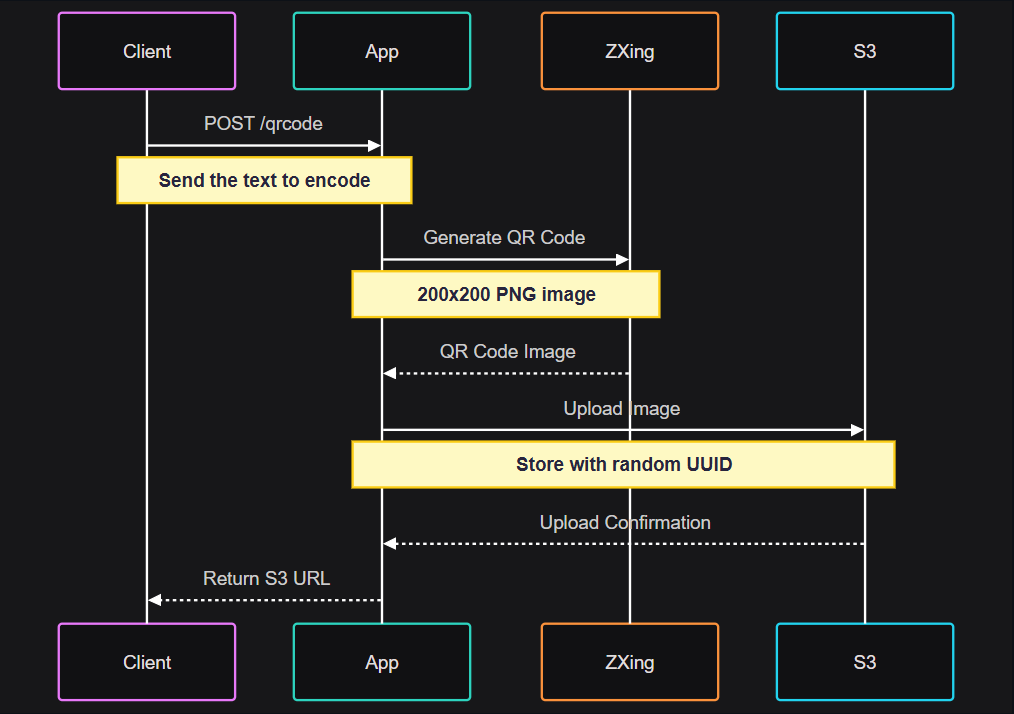 Client
App
ZXing
S3
POST /qrcode
Send the text to encode
Generate QR Code
200x200 PNG image
QR Code Image
Upload Image
Store with random UUID
Upload Confirmation
Return S3 URL
Client
App
ZXing
S3